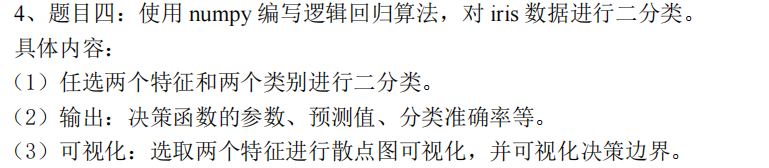 4、题目四：使用 numpy 编写逻辑回归算法，对 iris 数据进行二分类。
具体内容：
（1）任选两个特征和两个类别进行二分类。
（2）输出：决策函数的参数、预测值、分类准确率等。
（3）可视化：选取两个特征进行散点图可视化，并可视化决策边界。